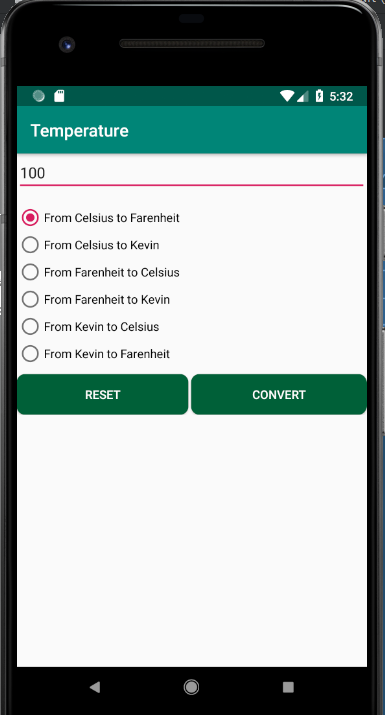 5:32
Temperature
100
From Celsius to Farenheit
From Celsius to Kevin
From Farenheit to Celsius
From Farenheit to Kevin
From Kevin to Celsius
From Kevin to Farenheit
RESET CONVERT